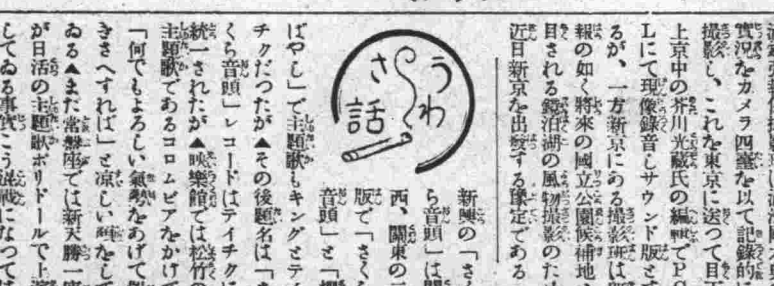 實況をカメラ四臺を以て記錄的に
撮影し、これを東京に送つて目下
上京中の芥川光藏氏の編輯でPC
Lにて現像錄音しサウンド版とす
るが、一方新京にある撮影班は
報の如く將來の國立公園候補地
目される鏡泊湖の風物撮影のため
近日新京を出發する豫定である
うわさ話
新興の「さく
ら音頭」は
西、關東の
版で「さくら
音頭」と「
ばやし」で主題歌もキングとテイ
チクだつたが▲その後題名は「さ
くら音頭」レコードはテイチクに
統一されたが▲映樂館では松竹の
主題歌であるコロムビアをかけて
「何でもよろしい氣勢をあげて
きさへすれば」と凉しい顏をして
ゐる▲また常盤座では新天勝一座
が日活の主題歌ポリドールで上演
してゐる事實こう混戰になつては